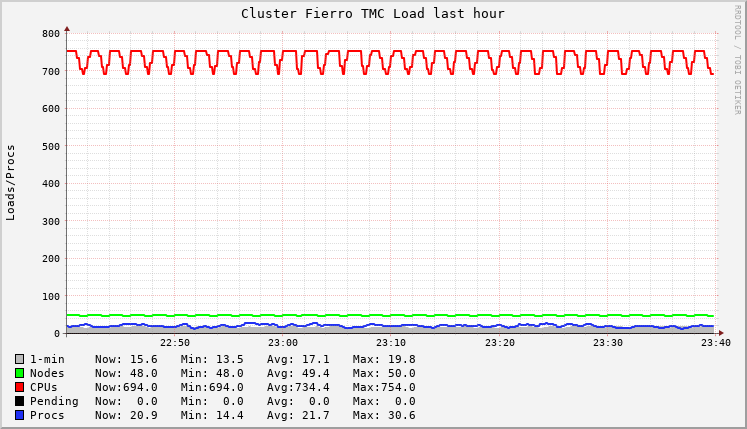 Cluster Fierro TMC Load last hour
RRDTOOL / TOBI OETIKER
Loads/Procs
800
700
600
500
400
300
200
100
0
22:50 23:00 23:10 23:20 23:30 23:40
1-min Now: 15.6 Min: 13.5 Avg: 17.1 Max: 19.8
Nodes Now: 48.0 Min: 48.0 Avg: 49.4 Max: 50.0
CPUs Now:694.0 Min:694.0 Avg:734.4 Max:754.0
Pending Now: 0.0 Min: 0.0 Avg: 0.0 Max: 0.0
Procs Now: 20.9 Min: 14.4 Avg: 21.7 Max: 30.6